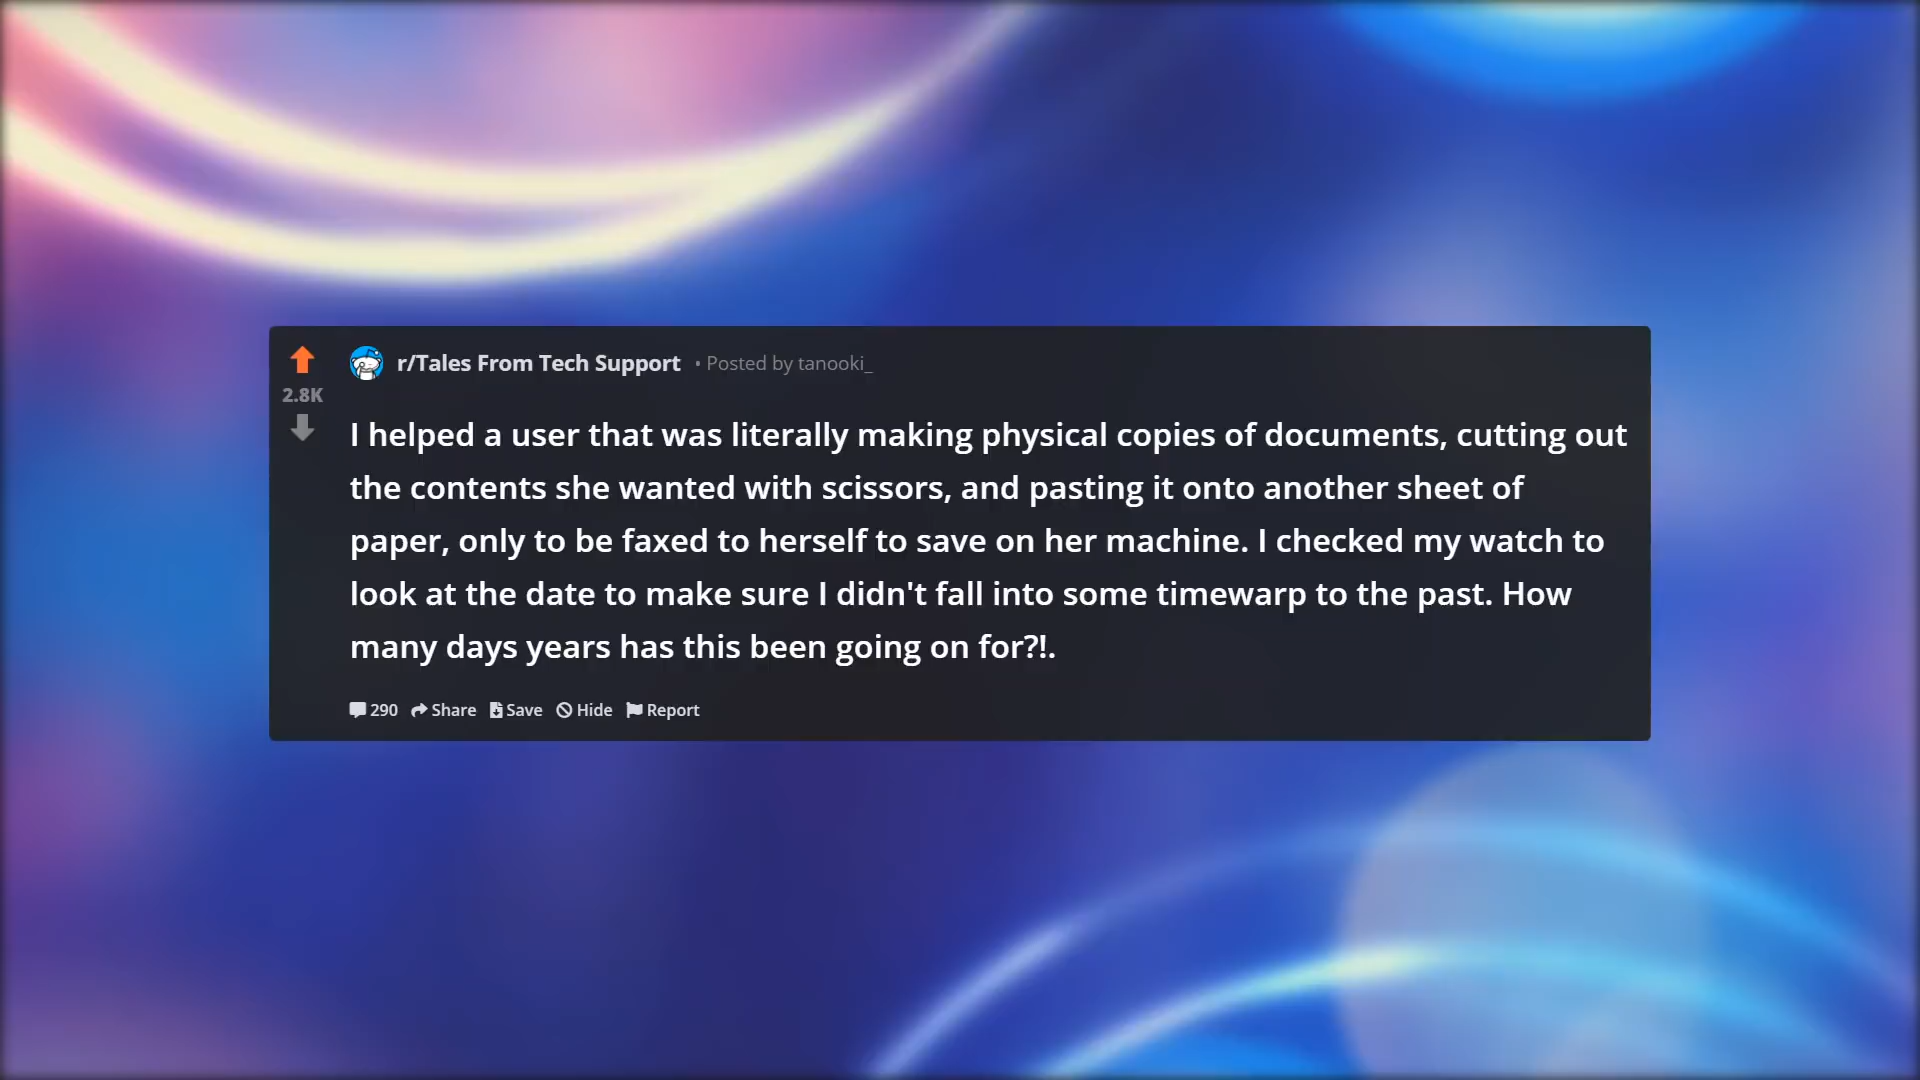 r/Tales From Tech Support • Posted by tanooki_
2.8K
I helped a user that was literally making physical copies of documents, cutting out
the contents she wanted with scissors, and pasting it onto another sheet of
paper, only to be faxed to herself to save on her machine. I checked my watch to
look at the date to make sure I didn't fall into some timewarp to the past. How
many days years has this been going on for?!.
290 Share Save Hide Report